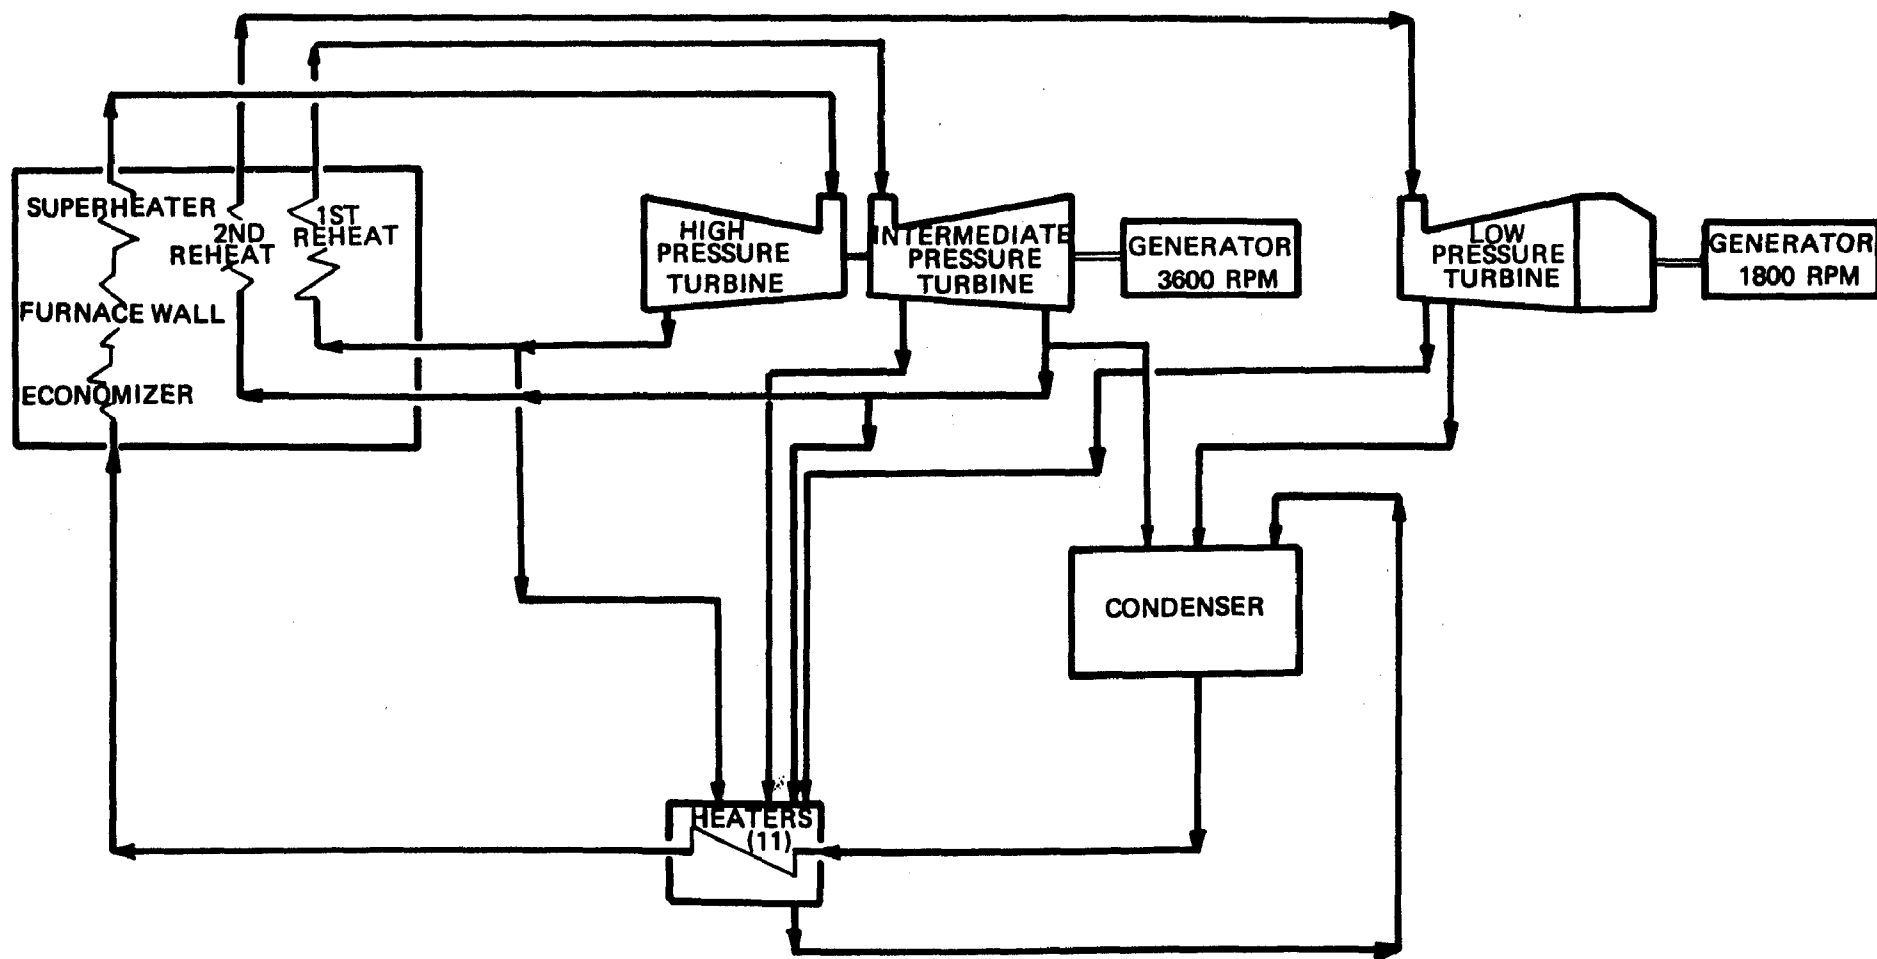 SUPERHEATER
2ND
REHEAT
1ST
REHEAT
FURNACE WALL
ECONOMIZER
HIGH
PRESSURE
TURBINE
INTERMEDIATE
PRESSURE
TURBINE
GENERATOR
3600 RPM
LOW
PRESSURE
TURBINE
GENERATOR
1800 RPM
CONDENSER
HEATERS
(11)